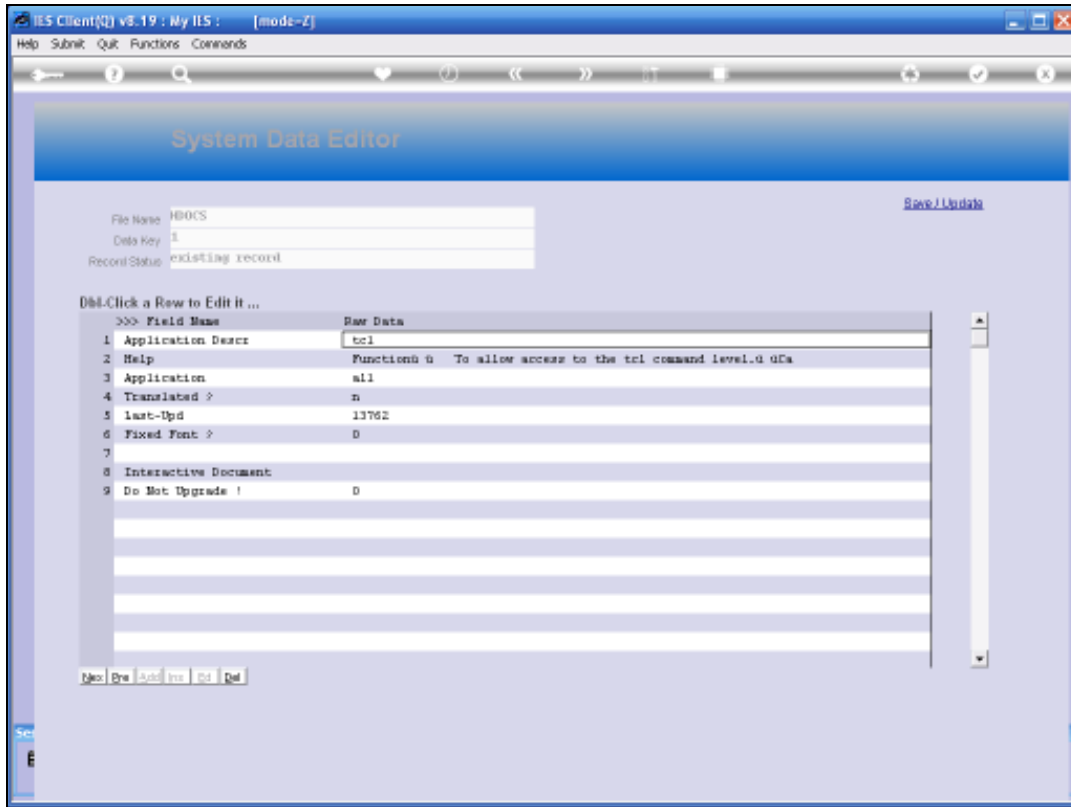 IES Client(Q) v8.19 : My IES : [mode-Z]
Help Submit Quit Functions Commands
System Data Editor
Save / Update
File Name HDOCS
Data Key 1
Record Status existing record
Dbl-Click a Row to Edit it ...
>>> Field Name Raw Data
1 Application Descr tcl
2 Help Functionü ü To allow access to the tcl command level.ü
3 Application all
4 Translated ? n
5 last-Upd 13762
6 Fixed Font ? 0
7
8 Interactive Document
9 Do Not Upgrade ! 0
Nex Pre Add Ins Ed Del